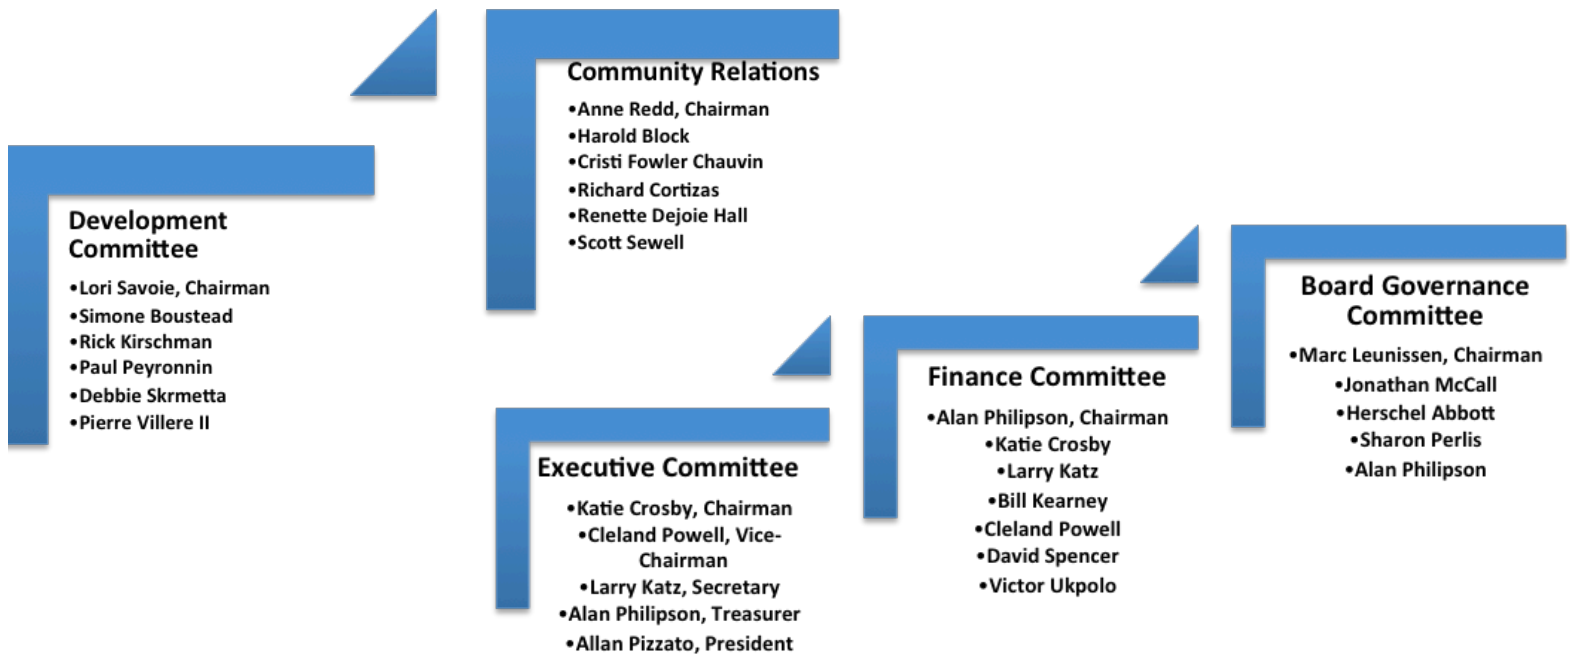 Development
Committee
•Lori Savoie, Chairman
•Simone Boustead
•Rick Kirschman
•Paul Peyronnin
•Debbie Skrmetta
•Pierre Villere II
Community Relations
•Anne Redd, Chairman
•Harold Block
•Cristi Fowler Chauvin
•Richard Cortizas
•Renette Dejoie Hall
•Scott Sewell
Executive Committee
•Katie Crosby, Chairman
•Cleland Powell, Vice-
Chairman
•Larry Katz, Secretary
•Alan Philipson, Treasurer
•Allan Pizzato, President
Finance Committee
•Alan Philipson, Chairman
•Katie Crosby
•Larry Katz
•Bill Kearney
•Cleland Powell
•David Spencer
•Victor Ukpolo
Board Governance
Committee
•Marc Leunissen, Chairman
•Jonathan McCall
•Herschel Abbott
•Sharon Perlis
•Alan Philipson